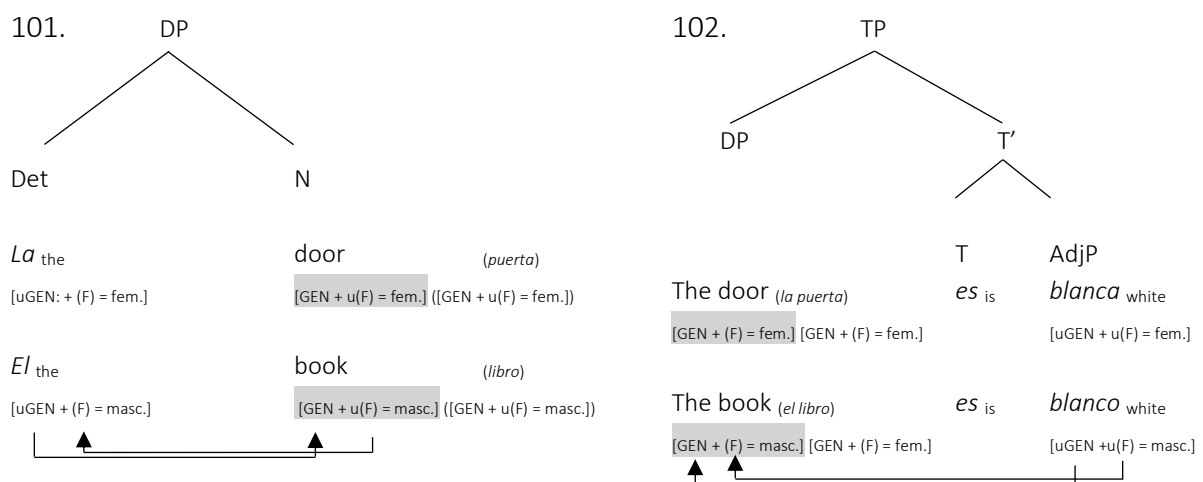 101.
DP
Det N
La the door (puerta)
[uGEN: + (F) = fem.] [GEN + u(F) = fem.] ([GEN + u(F) = fem.])
El the book (libro)
[uGEN + (F) = masc.] [GEN + u(F) = masc.] ([GEN + u(F) = masc.])
102.
TP
DP T’
T AdjP
The door (la puerta) es is blanca white
[GEN + (F) = fem.] [GEN + (F) = fem.] [uGEN + u(F) = fem.]
The book (el libro) es is blanco white
[GEN + (F) = masc.] [GEN + (F) = fem.] [uGEN +u(F) = masc.]